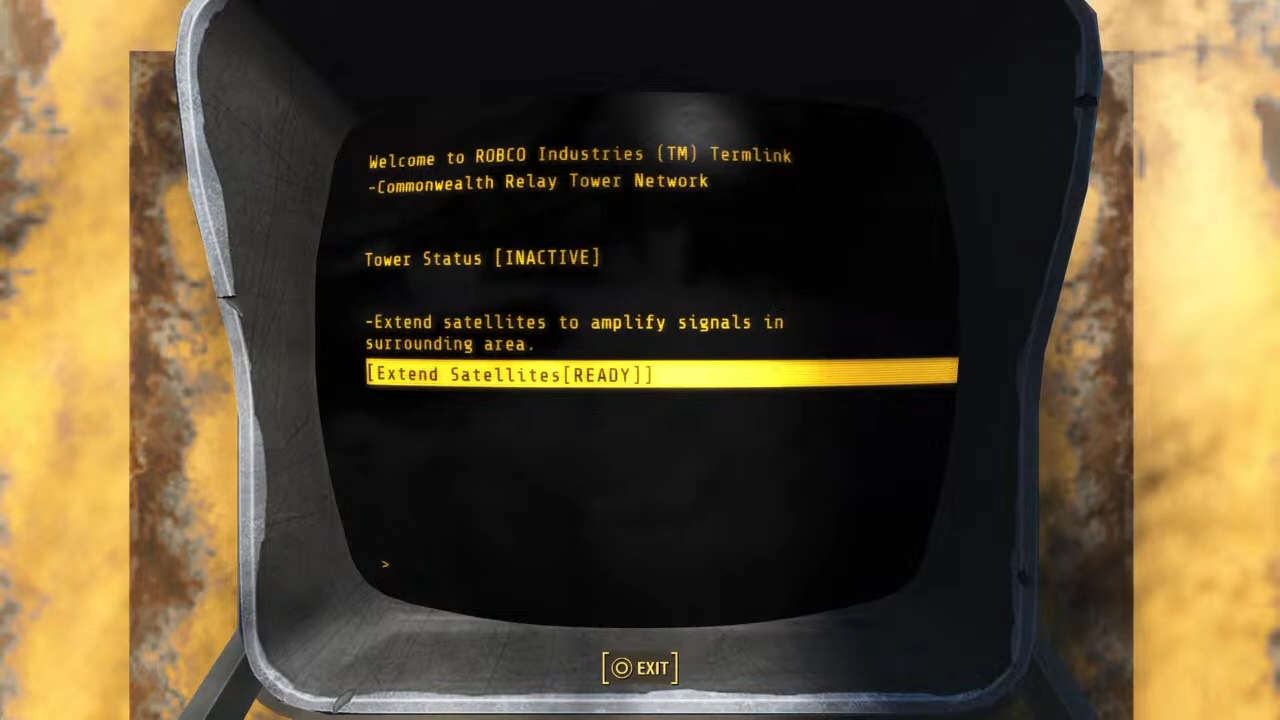 Welcome to ROBCO Industries (TM) Termlink
-Commonwealth Relay Tower Network
Tower Status [INACTIVE]
-Extend satellites to amplify signals in
surrounding area.
[Extend Satellites[READY]]
>
[EXIT]